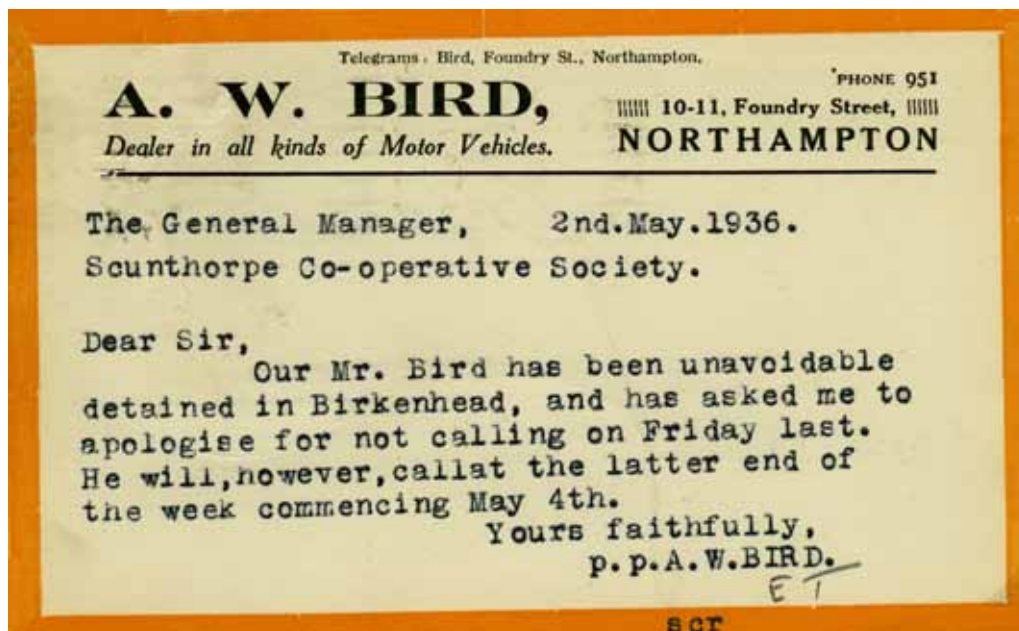 Telegrams. Bird, Foundry St., Northampton.
A. W. BIRD,
Dealer in all kinds of Motor Vehicles.
'PHONE 951
10-11, Foundry Street,
NORTHAMPTON
The General Manager, 2nd.May.1936.
Scunthorpe Co-operative Society.
Dear Sir,
Our Mr. Bird has been unavoidable
detained in Birkenhead, and has asked me to
apologise for not calling on Friday last.
He will,however,callat the latter end of
the week commencing May 4th.
Yours faithfully,
p.p.A.W.BIRD.
ET
scr